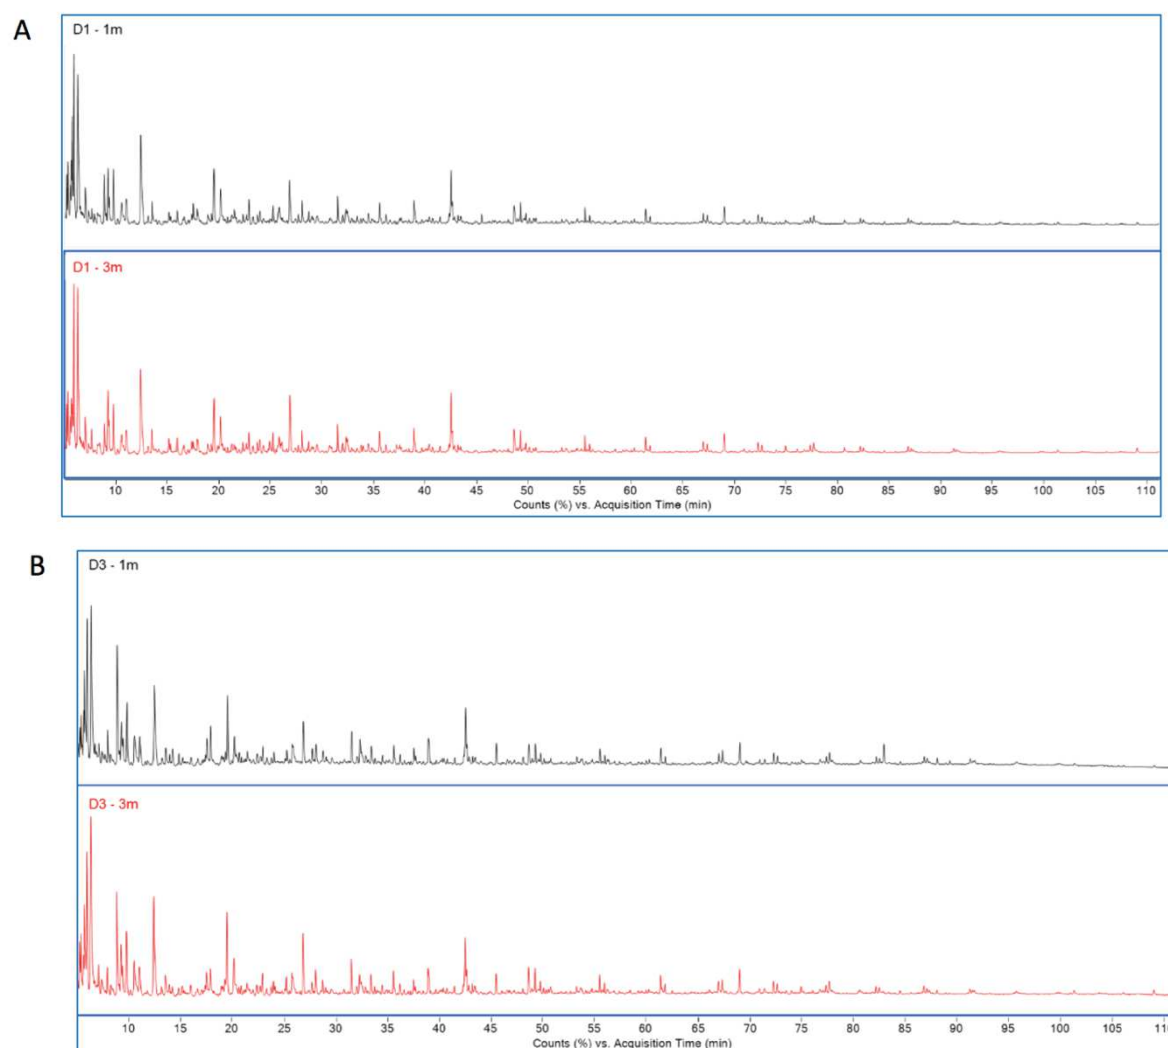 A
D1 - 1m
D1 - 3m
10 15 20 25 30 35 40 45 50 55 60 65 70 75 80 85 90 95 100 105 110
Counts (%) vs. Acquisition Time (min)
B
D3 - 1m
D3 - 3m
10 15 20 25 30 35 40 45 50 55 60 65 70 75 80 85 90 95 100 105
Counts (%) vs. Acquisition Time (min)